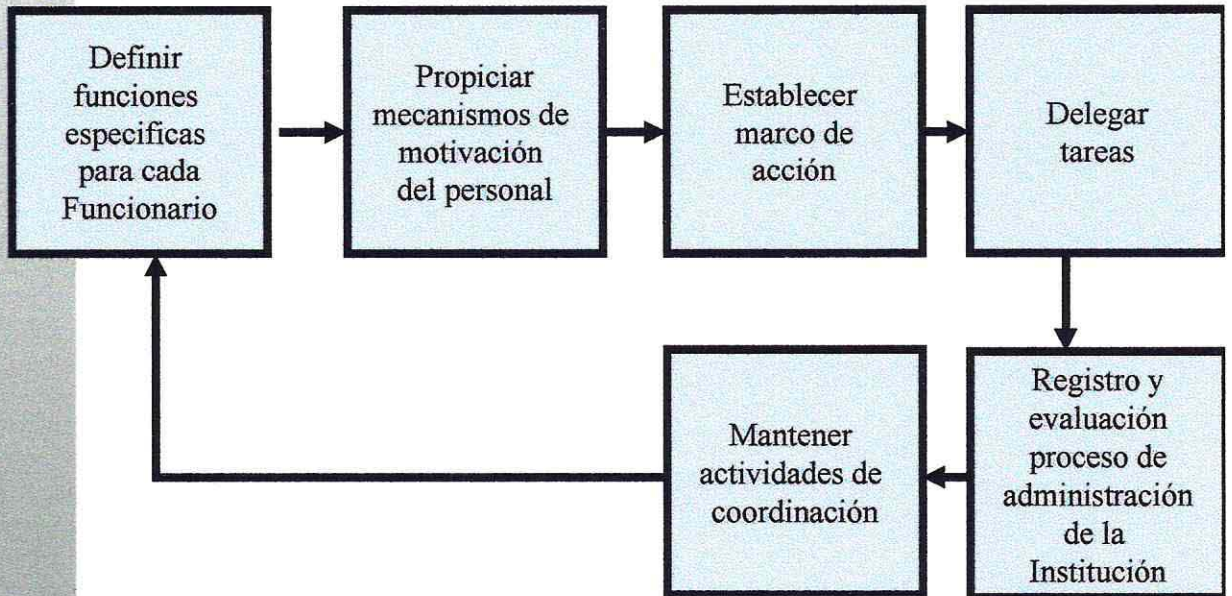 Definir
funciones
especificas
para cada
Funcionario
Propiciar
mecanismos de
motivación
del personal
Establecer
marco de
acción
Delegar
tareas
Registro y
evaluación
proceso de
administración
de la
Institución
Mantener
actividades de
coordinación